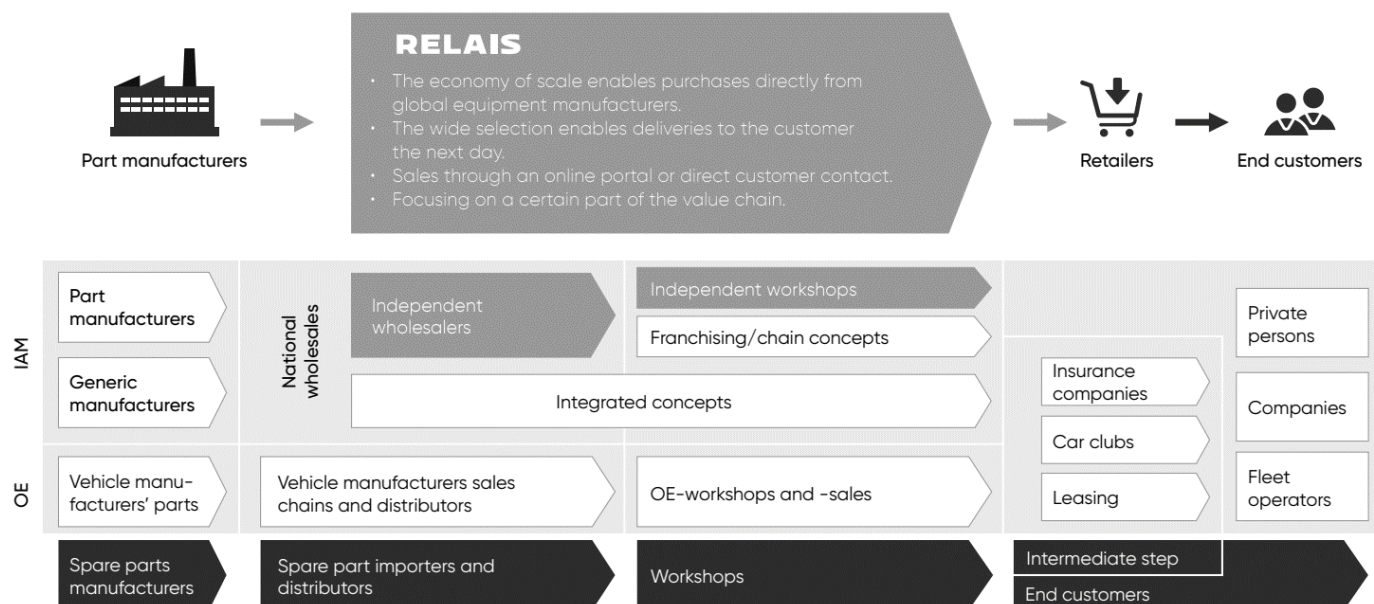 RELAIS
• The economy of scale enables purchases directly from
global equipment manufacturers.
• The wide selection enables deliveries to the customer
the next day.
• Sales through an online portal or direct customer contact.
• Focusing on a certain part of the value chain.
Part manufacturers
Retailers
End customers
IAM
Part
manufacturers
Generic
manufacturers
National
wholesales
Independent
wholesalers
Independent workshops
Franchising/chain concepts
Integrated concepts
Insurance
companies
Car clubs
Leasing
Private
persons
Companies
Fleet
operators
OE
Vehicle manu-
facturers’ parts
Vehicle manufacturers sales
chains and distributors
OE-workshops and -sales
Spare parts
manufacturers
Spare part importers and
distributors
Workshops
Intermediate step
End customers